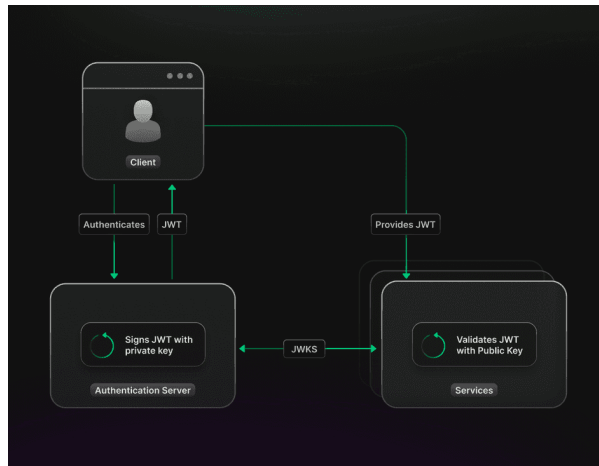 Client
Authenticates
JWT
Provides JWT
Signs JWT with
private key
Authentication Server
JWKS
Validates JWT
with Public Key
Services